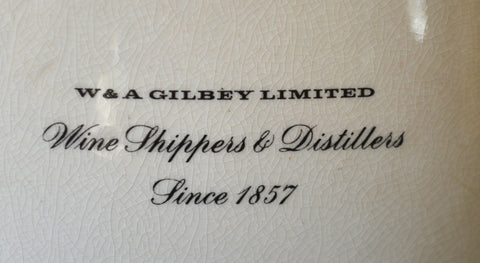 W & A GILBEY LIMITED
Wine Shippers & Distillers
Since 1857